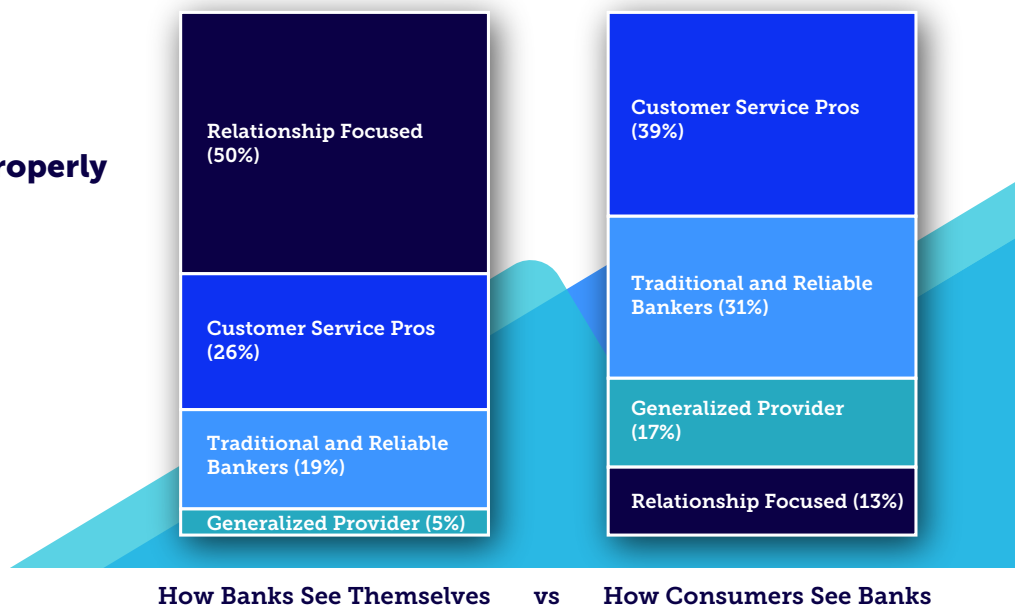 roperly
Relationship Focused
(50%)
Customer Service Pros
(26%)
Traditional and Reliable
Bankers (19%)
Generalized Provider (5%)
Customer Service Pros
(39%)
Traditional and Reliable
Bankers (31%)
Generalized Provider
(17%)
Relationship Focused (13%)
How Banks See Themselves vs How Consumers See Banks